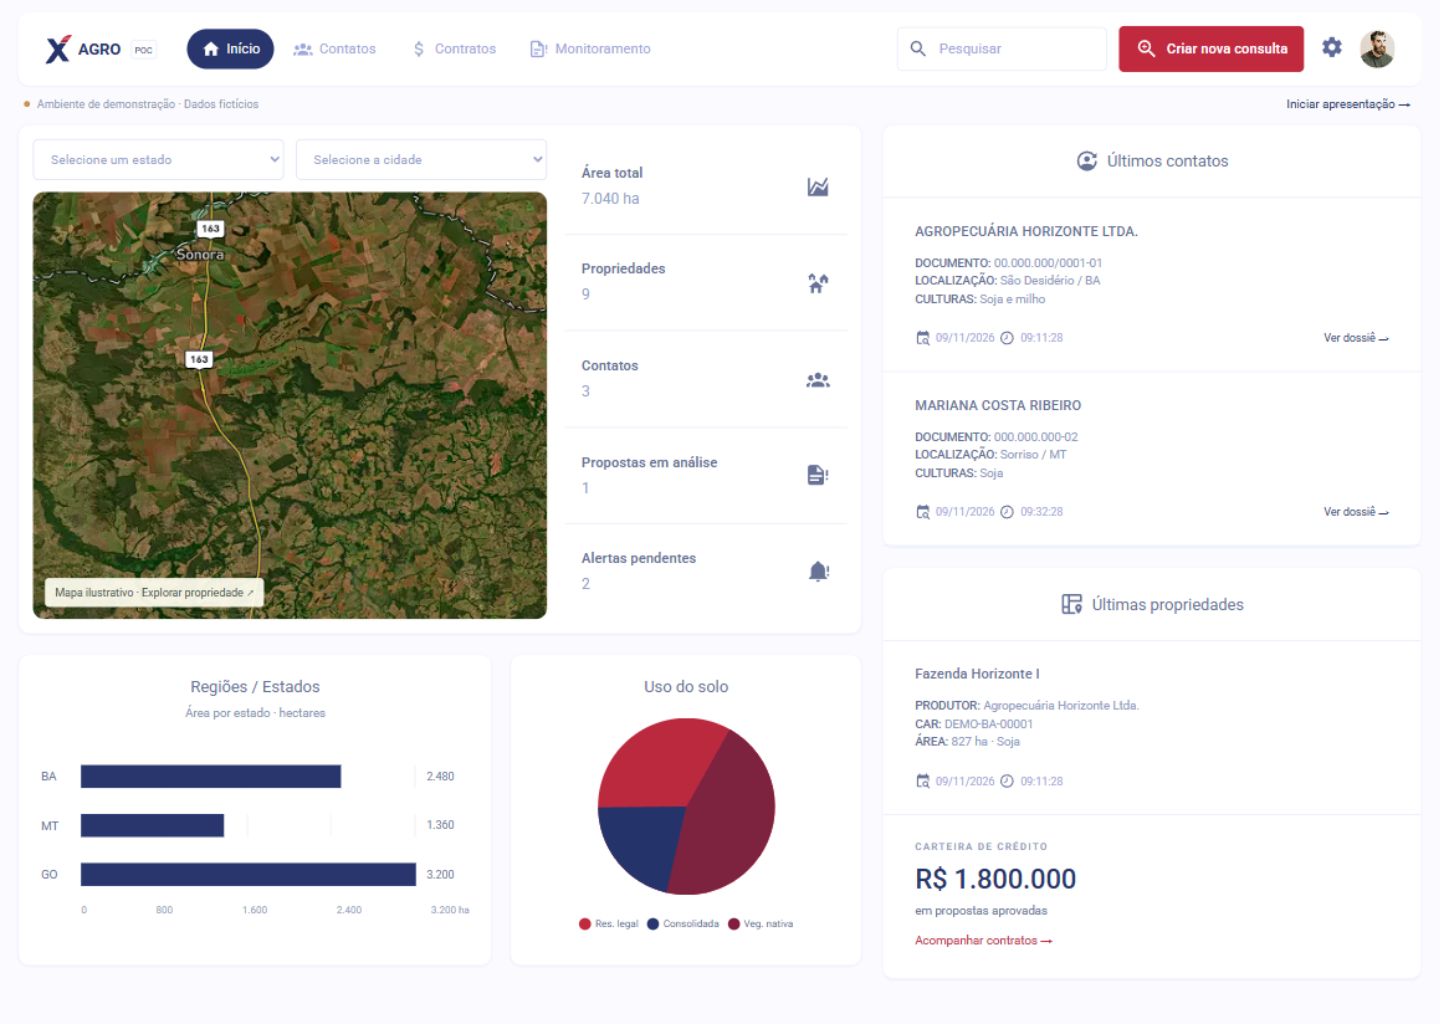 X AGRO POC
Início
Contatos
Contratos
Monitoramento
Pesquisar
Criar nova consulta
Ambiente de demonstração · Dados fictícios
Iniciar apresentação →
Selecione um estado
Selecione a cidade
163
Sonora
163
Mapa ilustrativo · Explorar propriedade ↗
Área total
7.040 ha
Propriedades
9
Contatos
3
Propostas em análise
1
Alertas pendentes
2
Regiões / Estados
Área por estado · hectares
BA 2.480
MT 1.360
GO 3.200
0 800 1.600 2.400 3.200 ha
Uso do solo
Res. legal Consolidada Veg. nativa
Últimos contatos
AGROPECUÁRIA HORIZONTE LTDA.
DOCUMENTO: 00.000.000/0001-01
LOCALIZAÇÃO: São Desidério / BA
CULTURAS: Soja e milho
09/11/2026 09:11:28
Ver dossiê →
MARIANA COSTA RIBEIRO
DOCUMENTO: 000.000.000-02
LOCALIZAÇÃO: Sorriso / MT
CULTURAS: Soja
09/11/2026 09:32:28
Ver dossiê →
Últimas propriedades
Fazenda Horizonte I
PRODUTOR: Agropecuária Horizonte Ltda.
CAR: DEMO-BA-00001
ÁREA: 827 ha · Soja
09/11/2026 09:11:28
CARTEIRA DE CRÉDITO
R$ 1.800.000
em propostas aprovadas
Acompanhar contratos →